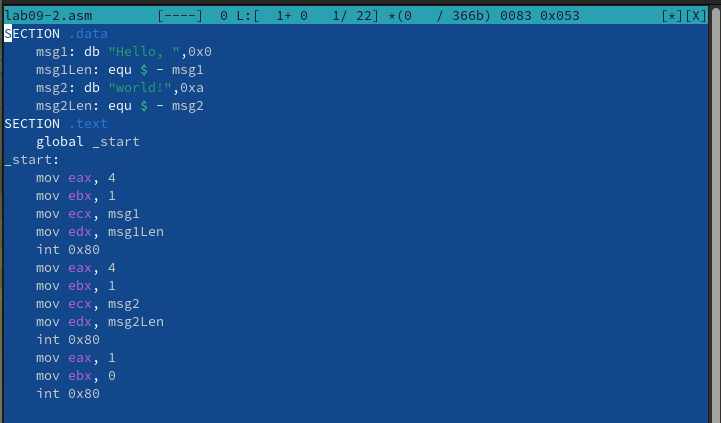 lab09-2.asm        [----]  0 L:[  1+ 0   1/ 22] *(0   / 366b) 0083 0x053            [*][X]
SECTION .data
    msg1: db "Hello, ",0x0
    msg1Len: equ $ - msg1
    msg2: db "world!",0xa
    msg2Len: equ $ - msg2
SECTION .text
    global _start
_start:
    mov eax, 4
    mov ebx, 1
    mov ecx, msg1
    mov edx, msg1Len
    int 0x80
    mov eax, 4
    mov ebx, 1
    mov ecx, msg2
    mov edx, msg2Len
    int 0x80
    mov eax, 1
    mov ebx, 0
    int 0x80